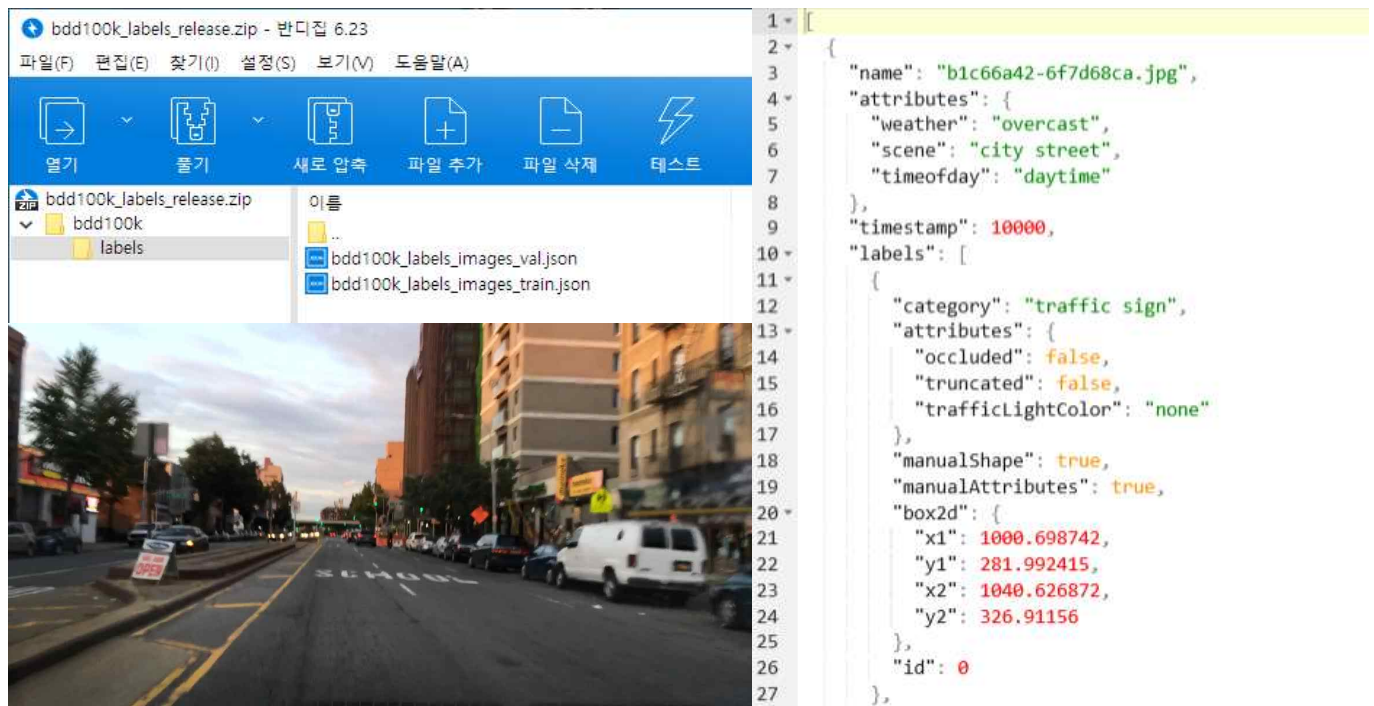 bdd100k_labels_release.zip - 반디집 6.23
파일(F) 편집(E) 찾기(I) 설정(S) 보기(V) 도움말(A)
열기 풀기 새로 압축 파일 추가 파일 삭제 테스트
ZIP bdd100k_labels_release.zip
bdd100k
labels
이름
..
bdd100k_labels_images_val.json
bdd100k_labels_images_train.json
OPEN
SCHOOL
1 [
2 {
3 "name": "b1c66a42-6f7d68ca.jpg",
4 "attributes": {
5 "weather": "overcast",
6 "scene": "city street",
7 "timeofday": "daytime"
8 },
9 "timestamp": 10000,
10 "labels": [
11 {
12 "category": "traffic sign",
13 "attributes": {
14 "occluded": false,
15 "truncated": false,
16 "trafficLightColor": "none"
17 },
18 "manualShape": true,
19 "manualAttributes": true,
20 "box2d": {
21 "x1": 1000.698742,
22 "y1": 281.992415,
23 "x2": 1040.626872,
24 "y2": 326.91156
25 },
26 "id": 0
27 },